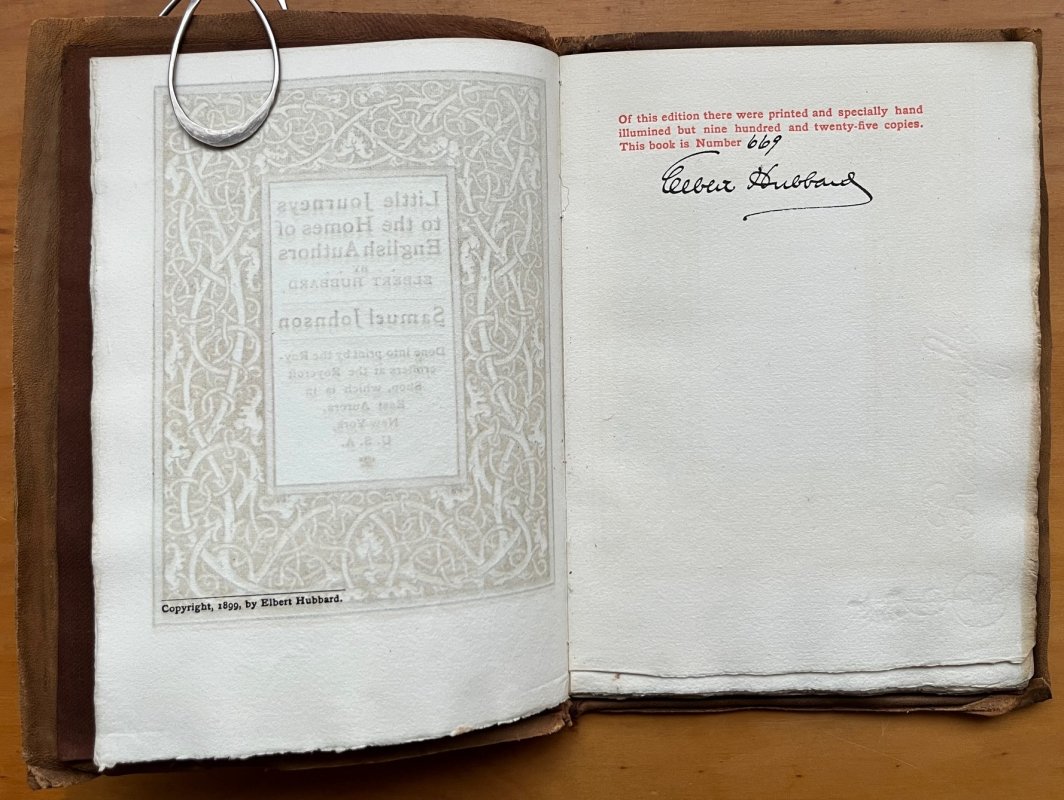 Little Journeys
to the Homes of
English Authors
BY
ELBERT HUBBARD.
Samuel Johnson
Done into print by the Roy-
crofters at the Roycroft
Shop, which is in
East Aurora,
New York,
U. S. A.
Copyright, 1899, by Elbert Hubbard.
Of this edition there were printed and specially hand
illumined but nine hundred and twenty-five copies.
This book is Number 669
Elbert Hubbard